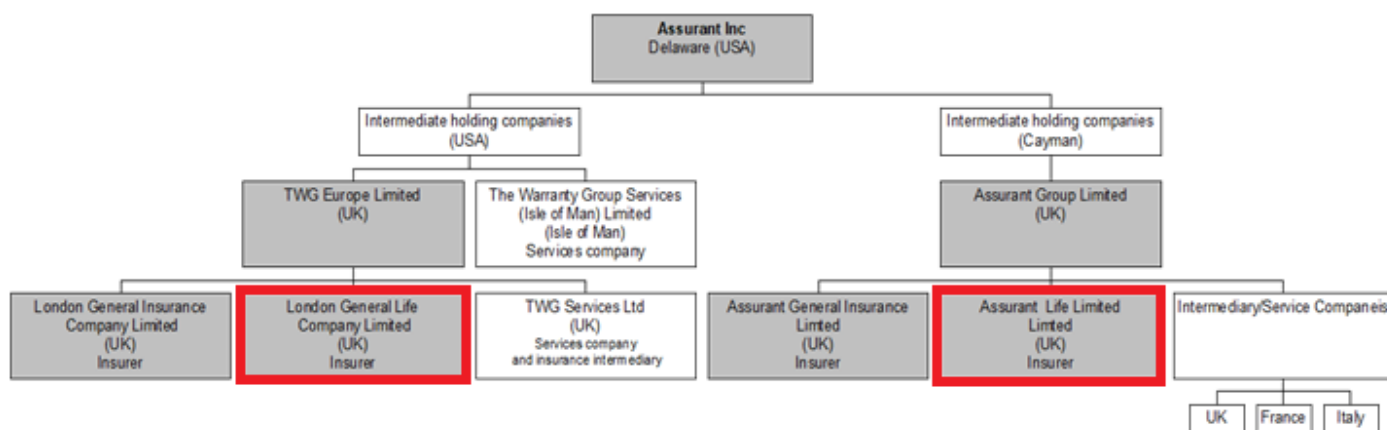 Assurant Inc
Delaware (USA)
Intermediate holding companies
(USA)
Intermediate holding companies
(Cayman)
TWG Europe Limited
(UK)
The Warranty Group Services
(Isle of Man) Limited
(Isle of Man)
Services company
Assurant Group Limited
(UK)
London General Insurance
Company Limited
(UK)
Insurer
London General Life
Company Limited
(UK)
Insurer
TWG Services Ltd
(UK)
Services company
and insurance intermediary
Assurant General Insurance
Limted
(UK)
Insurer
Assurant Life Limited
Limted
(UK)
Insurer
Intermediary/Service Companeis
UK
France
Italy